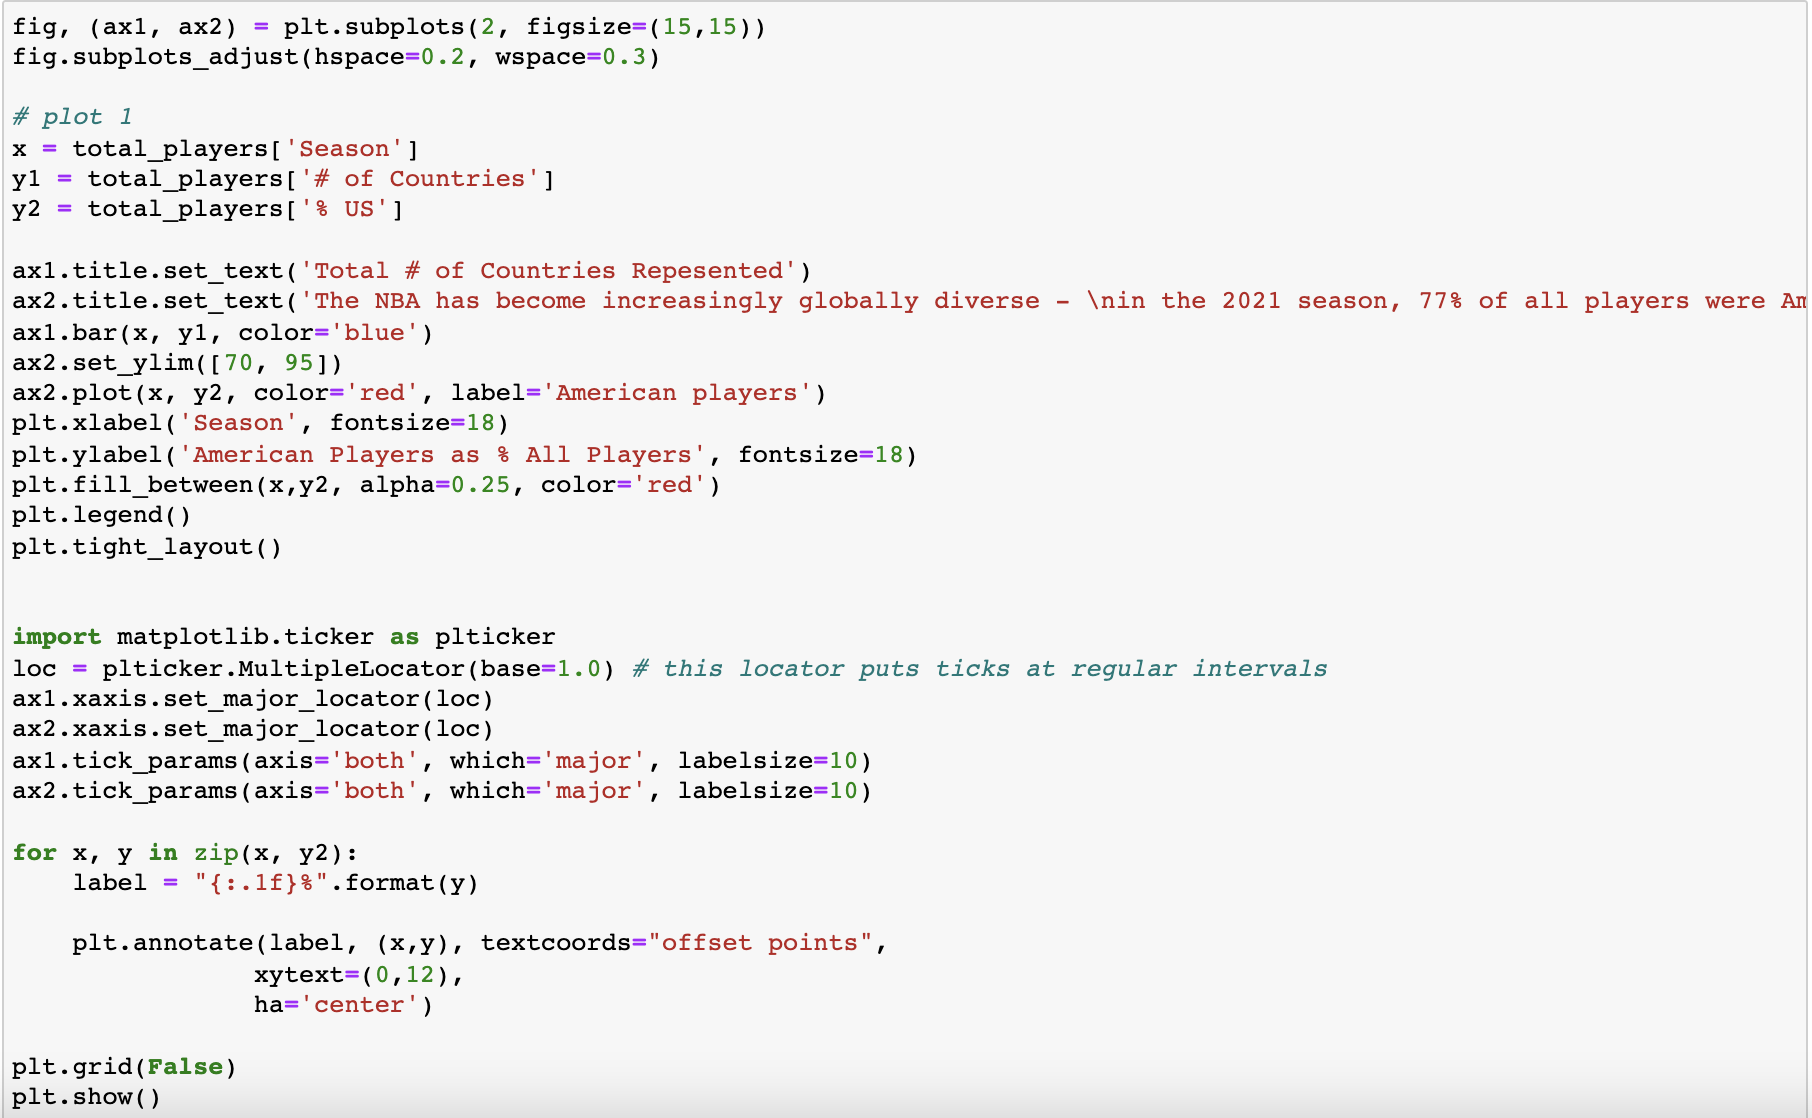 fig, (ax1, ax2) = plt.subplots(2, figsize=(15,15))
fig.subplots_adjust(hspace=0.2, wspace=0.3)
# plot 1
x = total_players['Season']
y1 = total_players['# of Countries']
y2 = total_players['% US']
ax1.title.set_text('Total # of Countries Repesented')
ax2.title.set_text('The NBA has become increasingly globally diverse - \nin the 2021 season, 77% of all players were
ax1.bar(x, y1, color='blue')
ax2.set_ylim([70, 95])
ax2.plot(x, y2, color='red', label='American players')
plt.xlabel('Season', fontsize=18)
plt.ylabel('American Players as % All Players', fontsize=18)
plt.fill_between(x,y2, alpha=0.25, color='red')
plt.legend()
plt.tight_layout()
import matplotlib.ticker as plticker
loc = plticker.MultipleLocator(base=1.0) # this locator puts ticks at regular intervals
ax1.xaxis.set_major_locator(loc)
ax2.xaxis.set_major_locator(loc)
ax1.tick_params(axis='both', which='major', labelsize=10)
ax2.tick_params(axis='both', which='major', labelsize=10)
for x, y in zip(x, y2):
    label = "{:.1f}%".format(y)
    plt.annotate(label, (x,y), textcoords="offset points",
                xytext=(0,12),
                ha='center')
plt.grid(False)
plt.show()